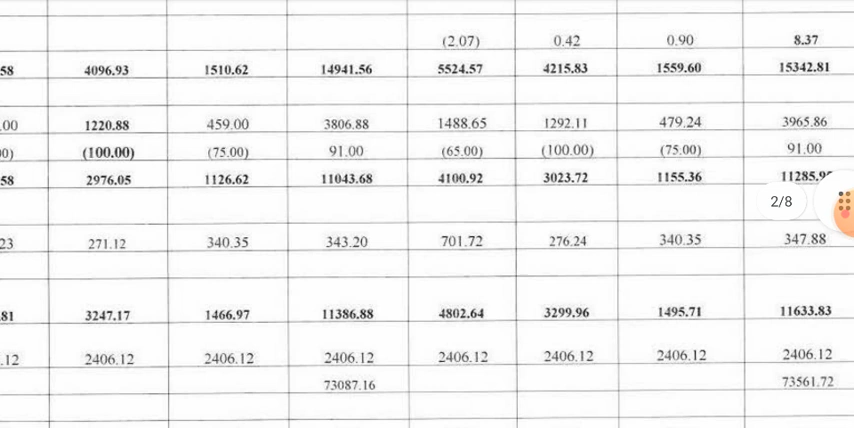 (2.07) 0.42 0.90 8.37
58 4096.93 1510.62 14941.56 5524.57 4215.83 1559.60 15342.81
.00 1220.88 459.00 3806.88 1488.65 1292.11 479.24 3965.86
00) (100.00) (75.00) 91.00 (65.00) (100.00) (75.00) 91.00
58 2976.05 1126.62 11043.68 4100.92 3023.72 1155.36 11285.9
2/8
23 271.12 340.35 343.20 701.72 276.24 340.35 347.88
.81 3247.17 1466.97 11386.88 4802.64 3299.96 1495.71 11633.83
.12 2406.12 2406.12 2406.12 2406.12 2406.12 2406.12 2406.12
73087.16 73561.72